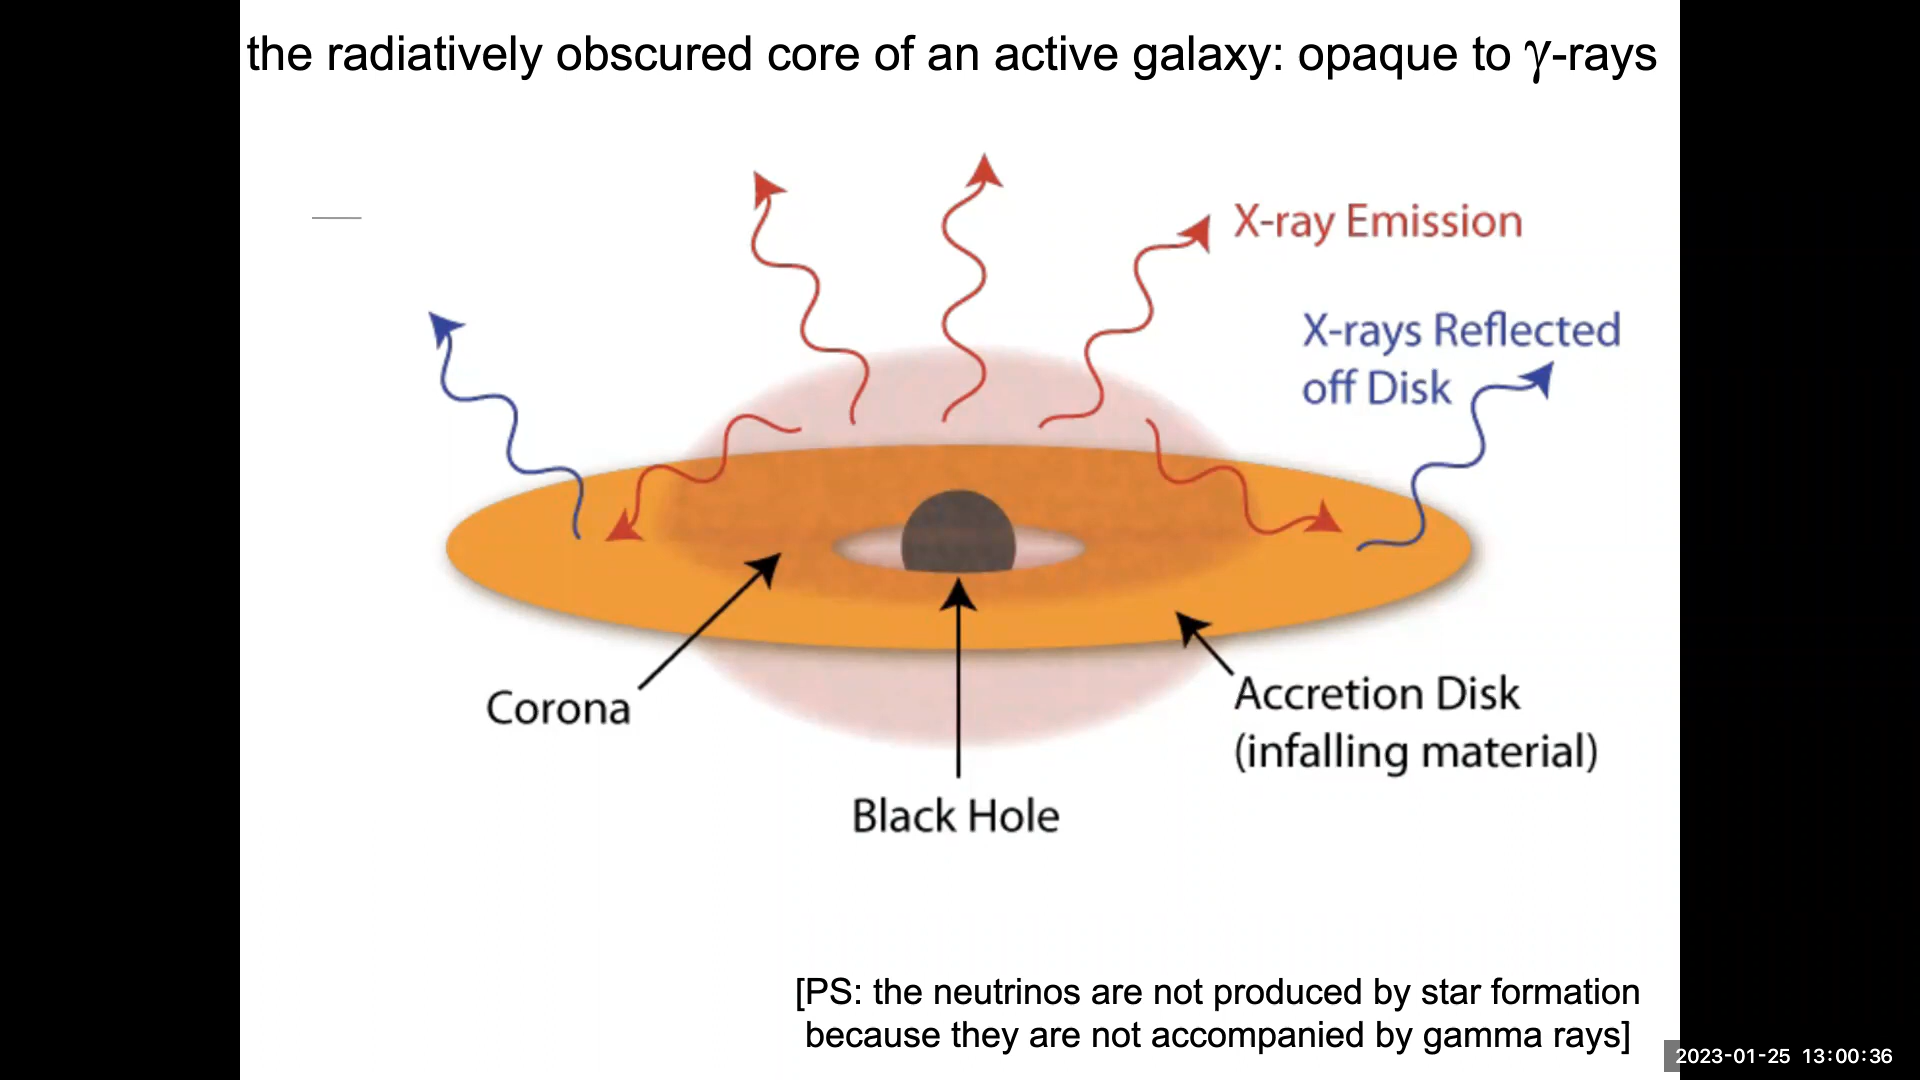 the radiatively obscured core of an active galaxy: opaque to γ-rays
X-ray Emission
X-rays Reflected
off Disk
Corona
Accretion Disk
(infalling material)
Black Hole
[PS: the neutrinos are not produced by star formation
because they are not accompanied by gamma rays]
2023-01-25 13:00:36